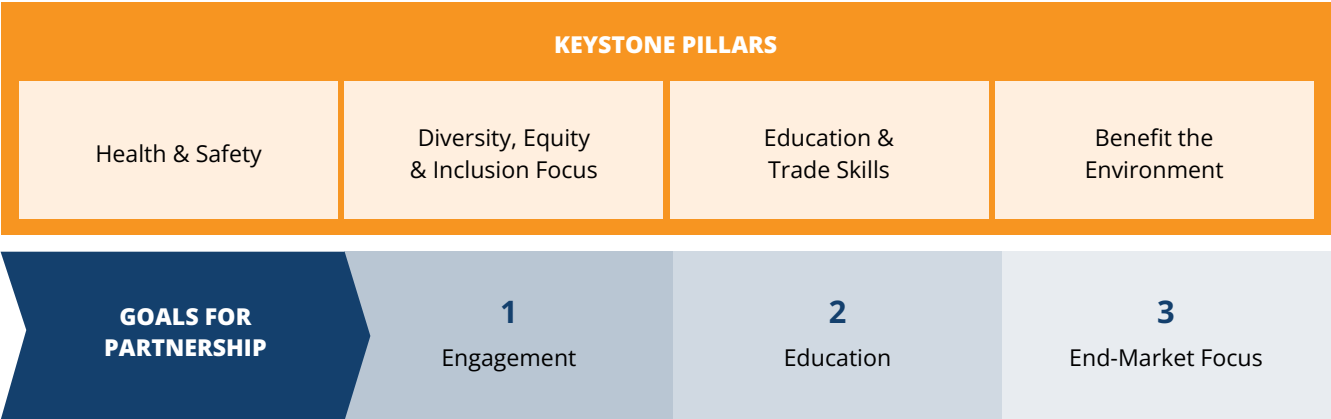 KEYSTONE PILLARS
Health & Safety
Diversity, Equity
& Inclusion Focus
Education &
Trade Skills
Benefit the
Environment
GOALS FOR
PARTNERSHIP
1
Engagement
2
Education
3
End-Market Focus